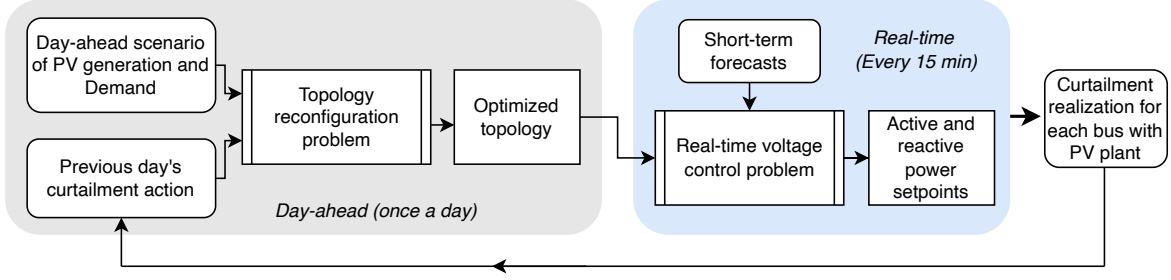 Day-ahead scenario
of PV generation and
Demand
Previous day's
curtailment action
Topology
reconfiguration
problem
Optimized
topology
Day-ahead (once a day)
Short-term
forecasts
Real-time
(Every 15 min)
Real-time voltage
control problem
Active and
reactive
power
setpoints
Curtailment
realization for
each bus with
PV plant